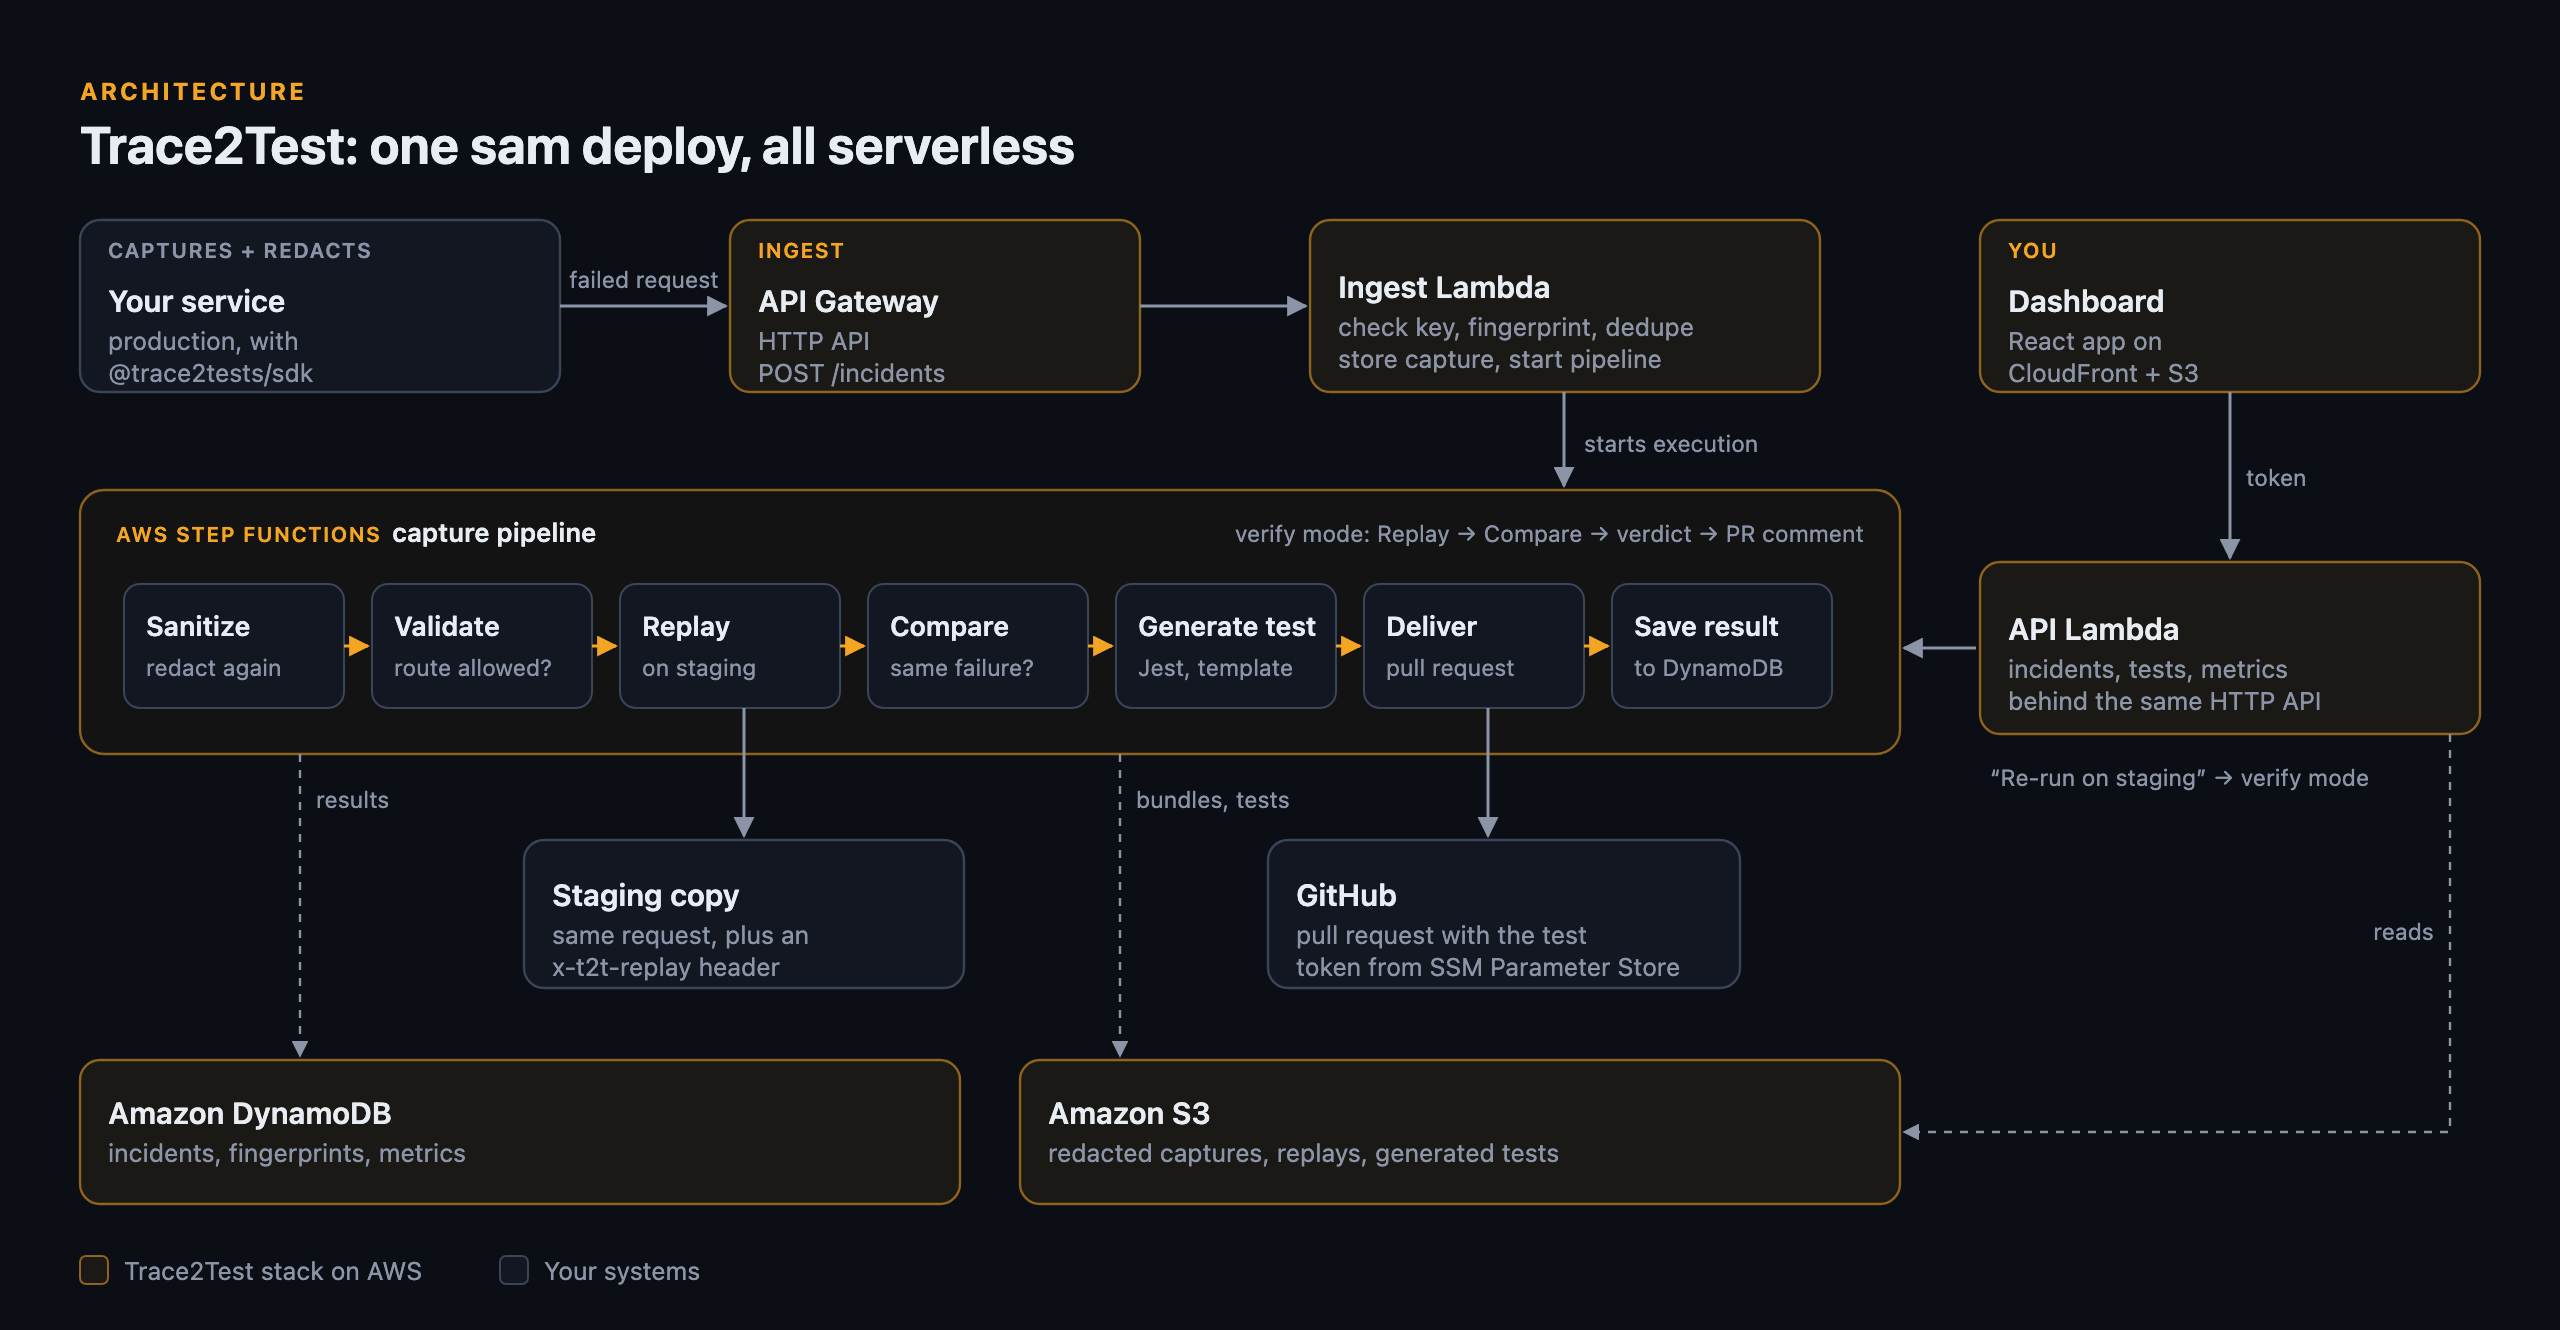 ARCHITECTURE
Trace2Test: one sam deploy, all serverless
CAPTURES + REDACTS
Your service
production, with
@trace2tests/sdk
failed request
INGEST
API Gateway
HTTP API
POST /incidents
Ingest Lambda
check key, fingerprint, dedupe
store capture, start pipeline
YOU
Dashboard
React app on
CloudFront + S3
starts execution
token
AWS STEP FUNCTIONS capture pipeline
verify mode: Replay → Compare → verdict → PR comment
Sanitize
redact again
Validate
route allowed?
Replay
on staging
Compare
same failure?
Generate test
Jest, template
Deliver
pull request
Save result
to DynamoDB
API Lambda
incidents, tests, metrics
behind the same HTTP API
“Re-run on staging” → verify mode
results
bundles, tests
Staging copy
same request, plus an
x-t2t-replay header
GitHub
pull request with the test
token from SSM Parameter Store
reads
Amazon DynamoDB
incidents, fingerprints, metrics
Amazon S3
redacted captures, replays, generated tests
Trace2Test stack on AWS
Your systems